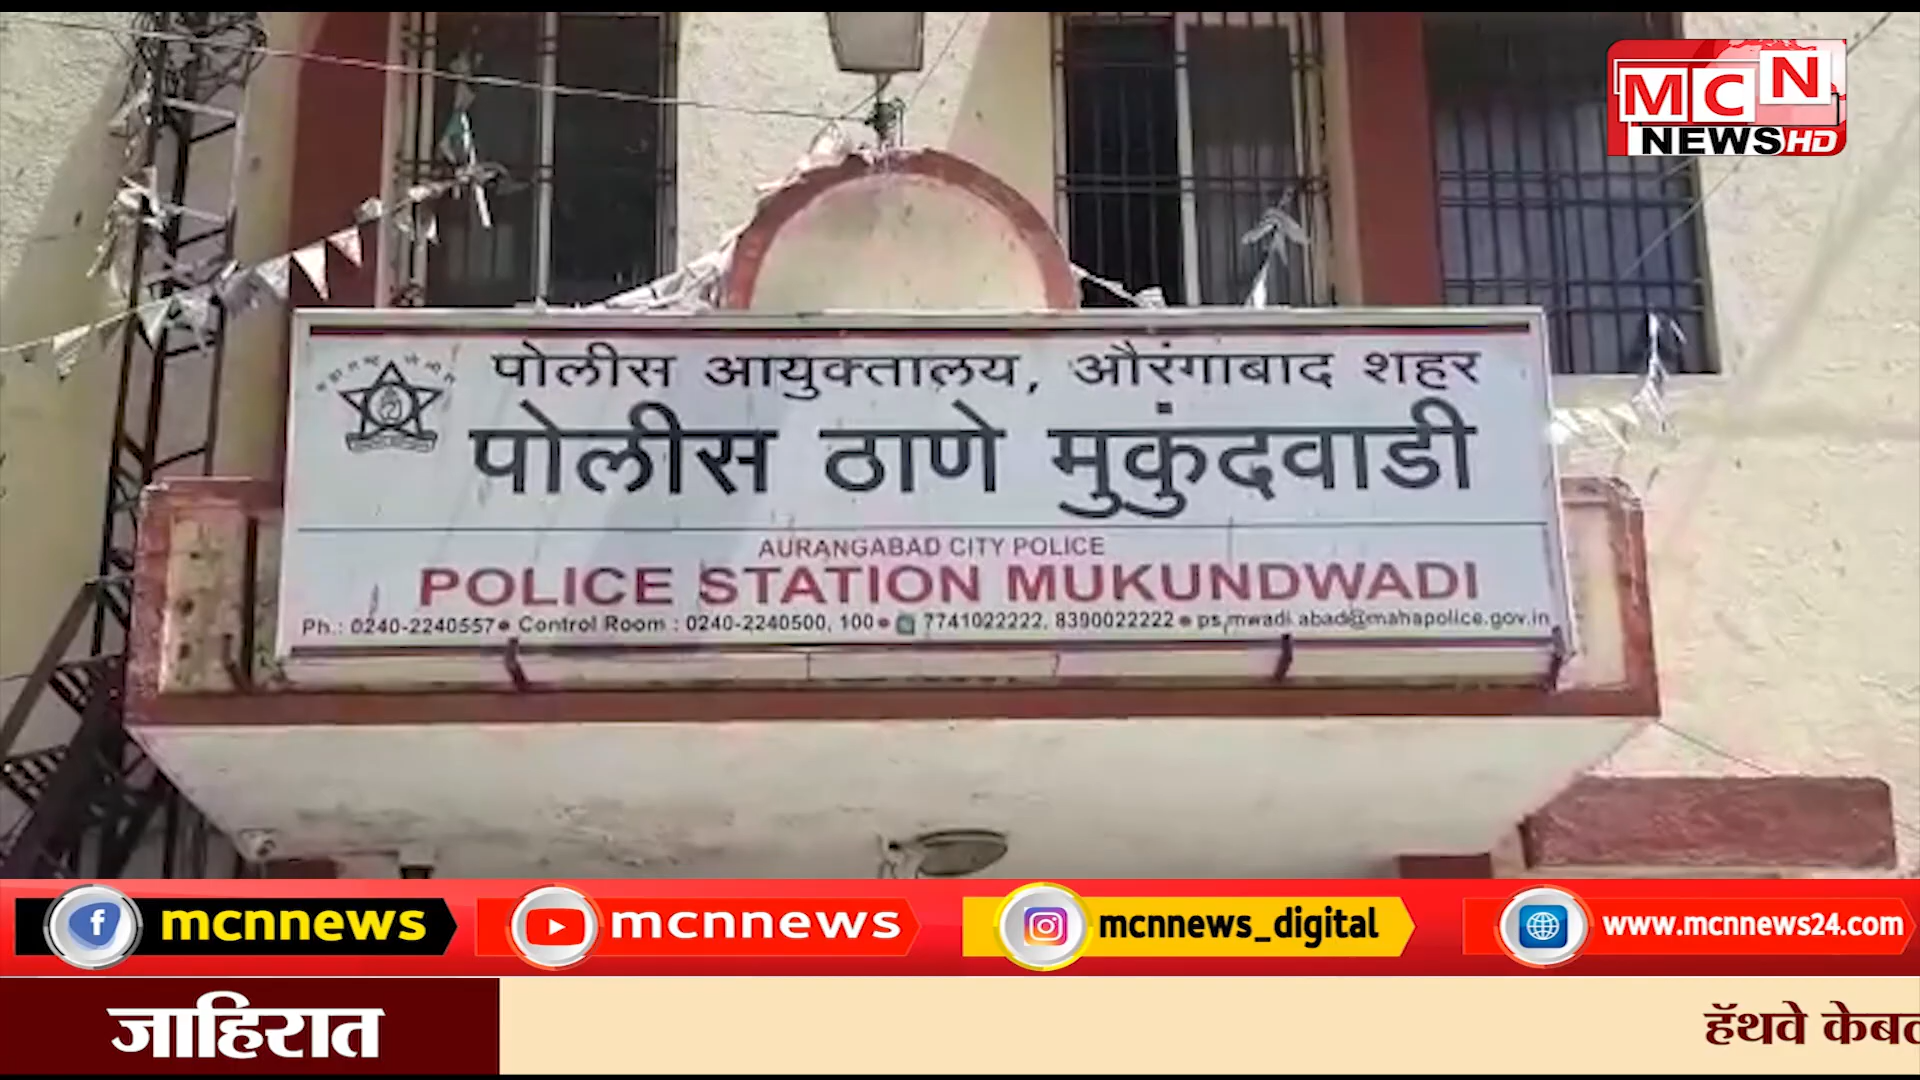 MCN
NEWS HD
पोलीस आयुक्तालय, औरंगाबाद शहर
पोलीस ठाणे मुकुंदवाडी
AURANGABAD CITY POLICE
POLICE STATION MUKUNDWADI
Ph.: 0240-2240557 ● Control Room : 0240-2240500, 100 ● 7741022222, 8390022222 ● ps.mwadi.abad@mahapolice.gov.in
mcnnews mcnnews mcnnews_digital www.mcnnews24.com
जाहिरात हॅथवे